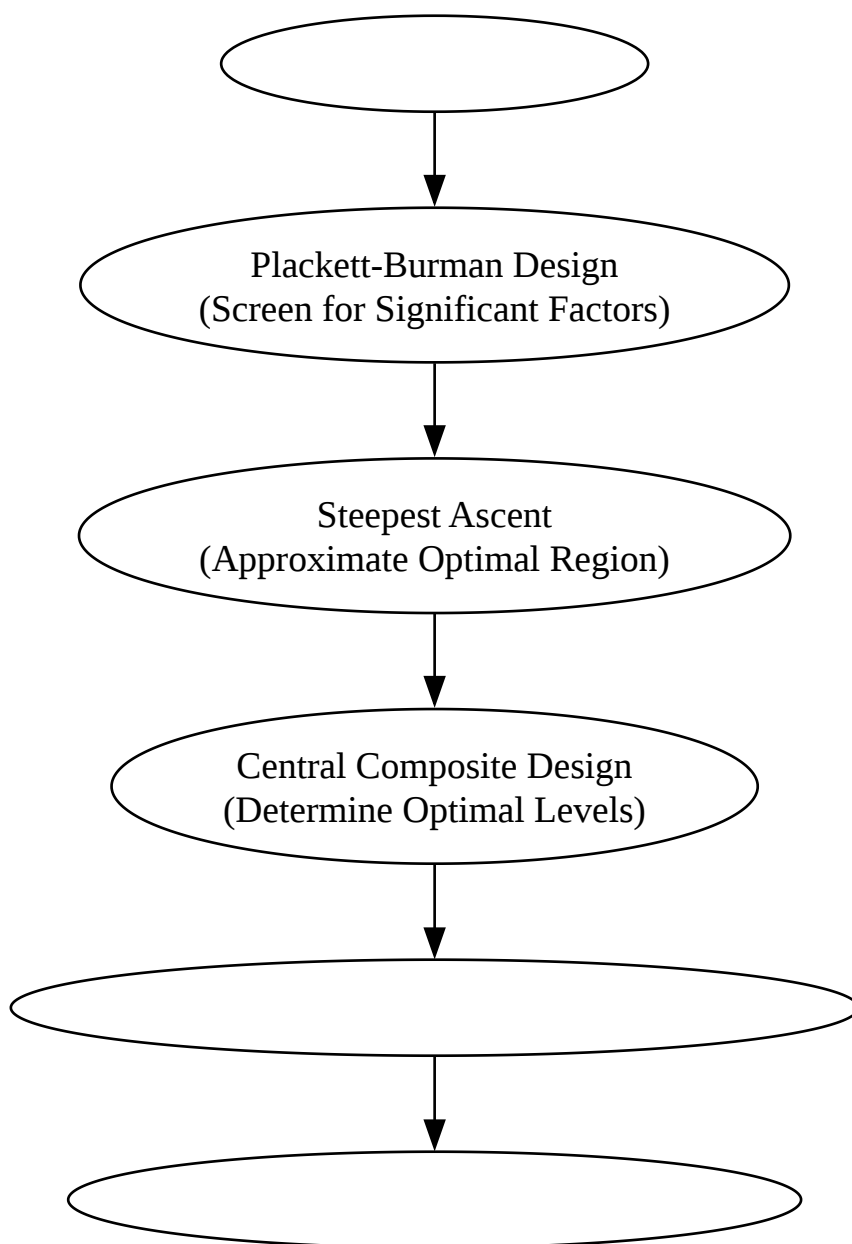 Plackett-Burman Design
(Screen for Significant Factors)
Steepest Ascent
(Approximate Optimal Region)
Central Composite Design
(Determine Optimal Levels)